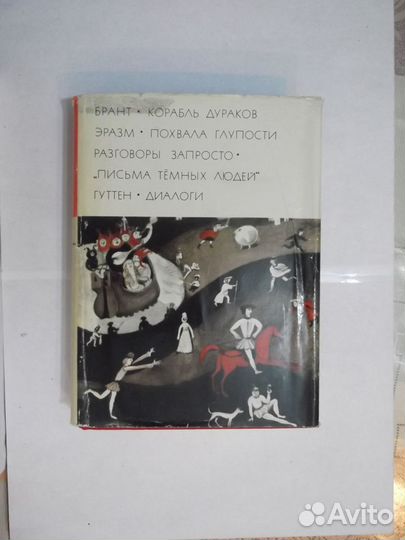 БРАНТ • КОРАБЛЬ ДУРАКОВ
ЭРАЗМ • ПОХВАЛА ГЛУПОСТИ
РАЗГОВОРЫ ЗАПРОСТО •
„ПИСЬМА ТЁМНЫХ ЛЮДЕЙ“
ГУТТЕН • ДИАЛОГИ
Avito